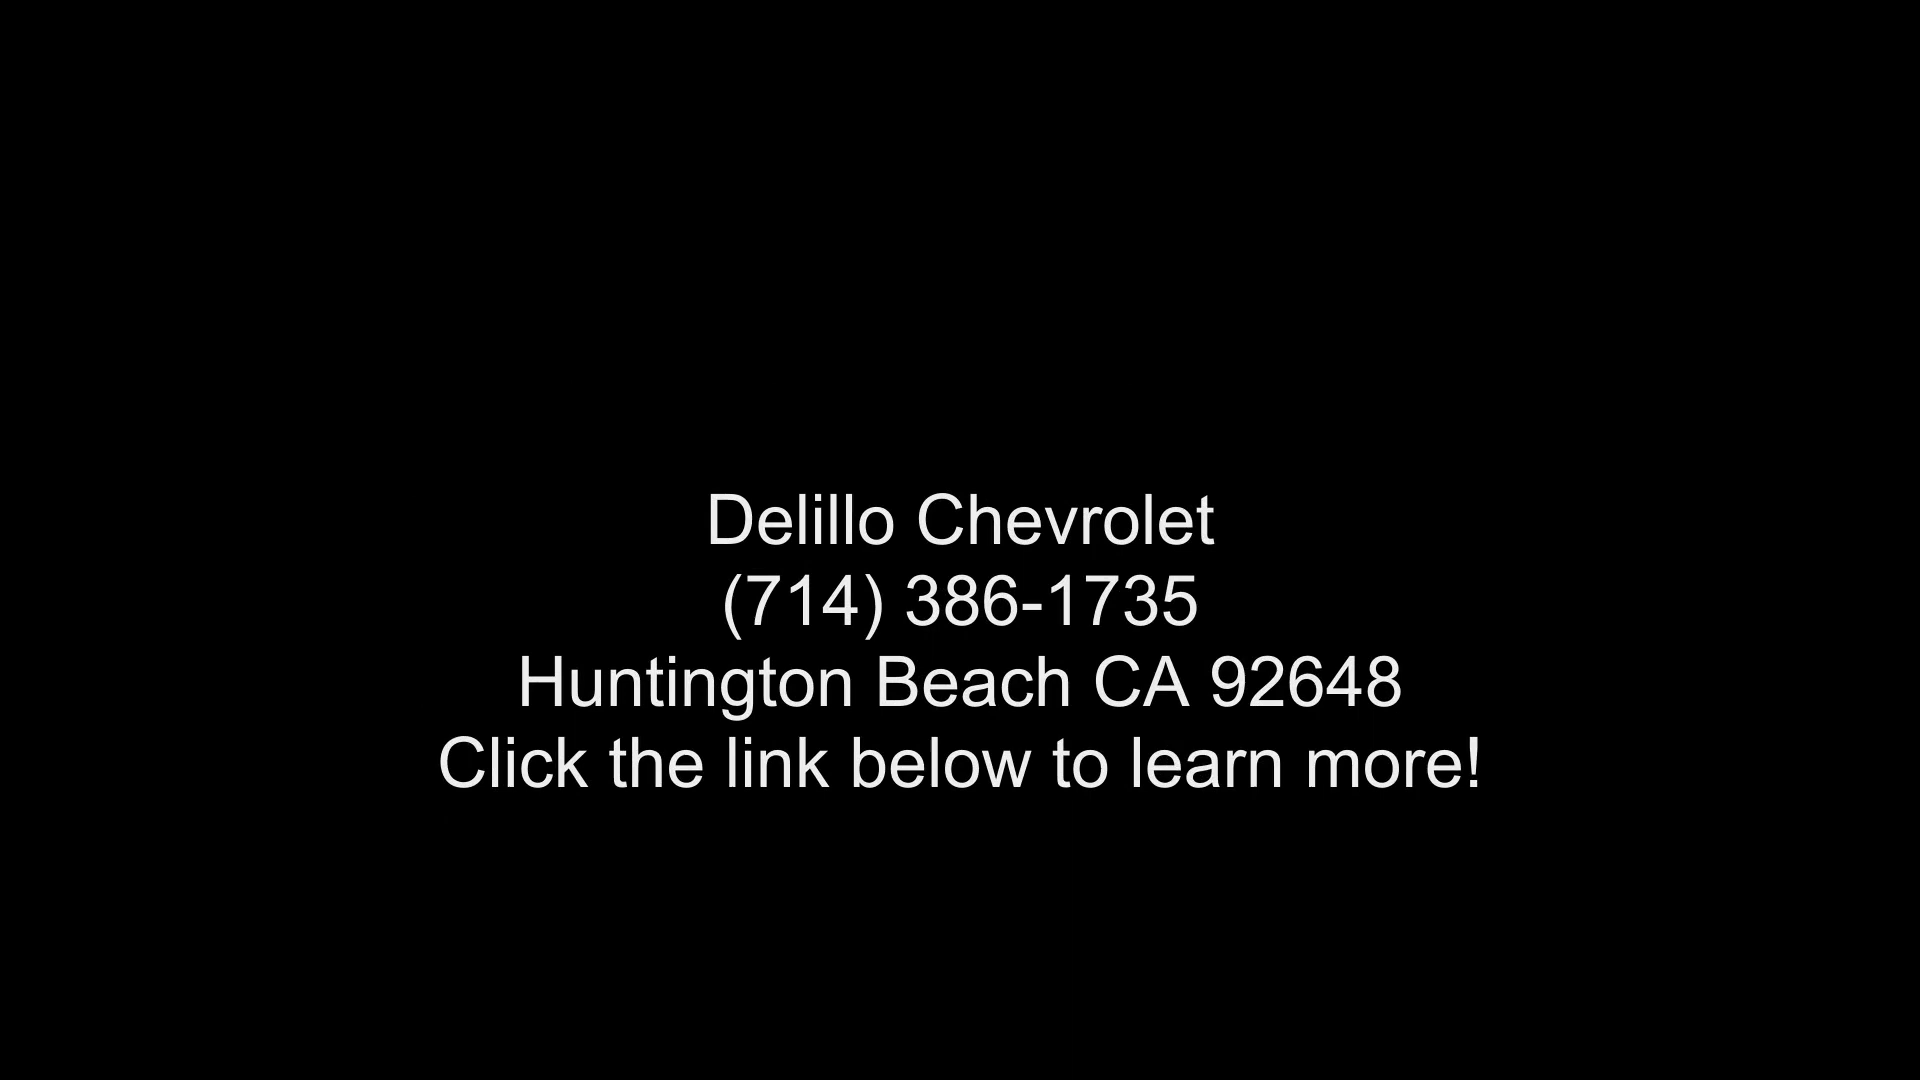 Delillo Chevrolet
(714) 386-1735
Huntington Beach CA 92648
Click the link below to learn more!